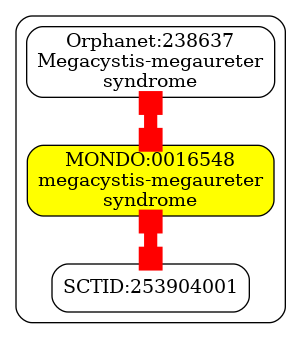 Orphanet:238637
Megacystis-megaureter
syndrome
MONDO:0016548
megacystis-megaureter
syndrome
SCTID:253904001